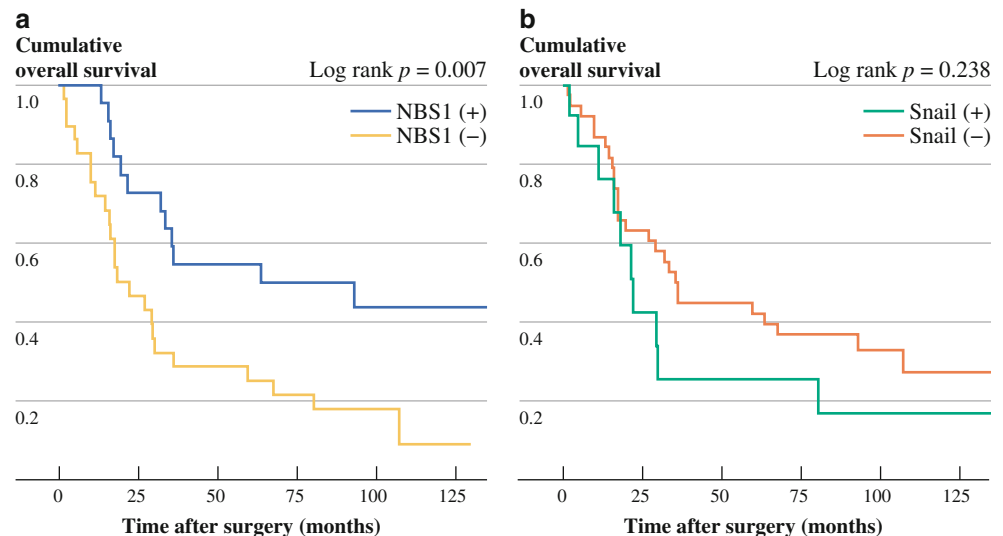 a
Cumulative
overall survival
Log rank p = 0.007
1.0
NBS1 (+)
NBS1 (−)
0.8
0.6
0.4
0.2
0 25 50 75 100 125
Time after surgery (months)
b
Cumulative
overall survival
Log rank p = 0.238
1.0
Snail (+)
Snail (−)
0.8
0.6
0.4
0.2
0 25 50 75 100 125
Time after surgery (months)